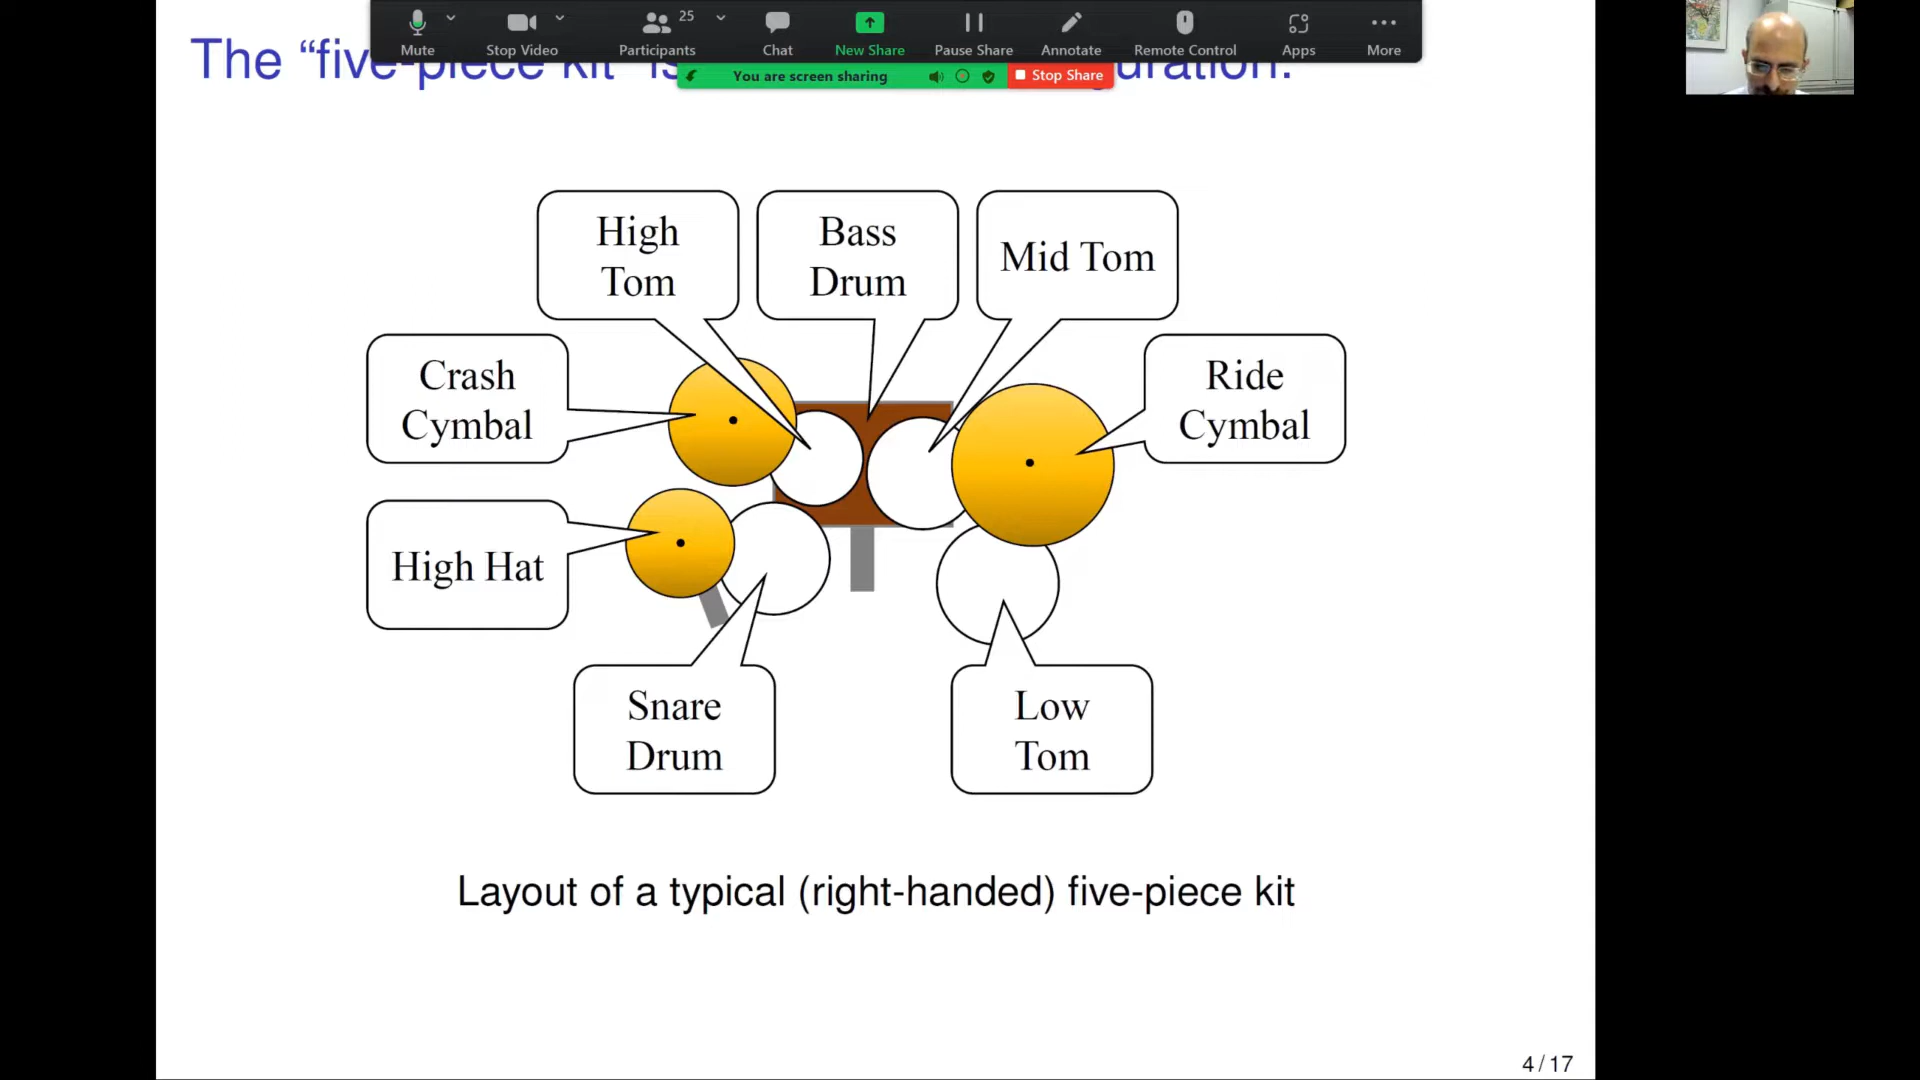 Mute
Stop Video
25
Participants
Chat
New Share
Pause Share
Annotate
Remote Control
Apps
More
You are screen sharing
Stop Share
The “five-piece kit”
High
Tom
Bass
Drum
Mid Tom
Crash
Cymbal
Ride
Cymbal
High Hat
Snare
Drum
Low
Tom
Layout of a typical (right-handed) five-piece kit
4 / 17